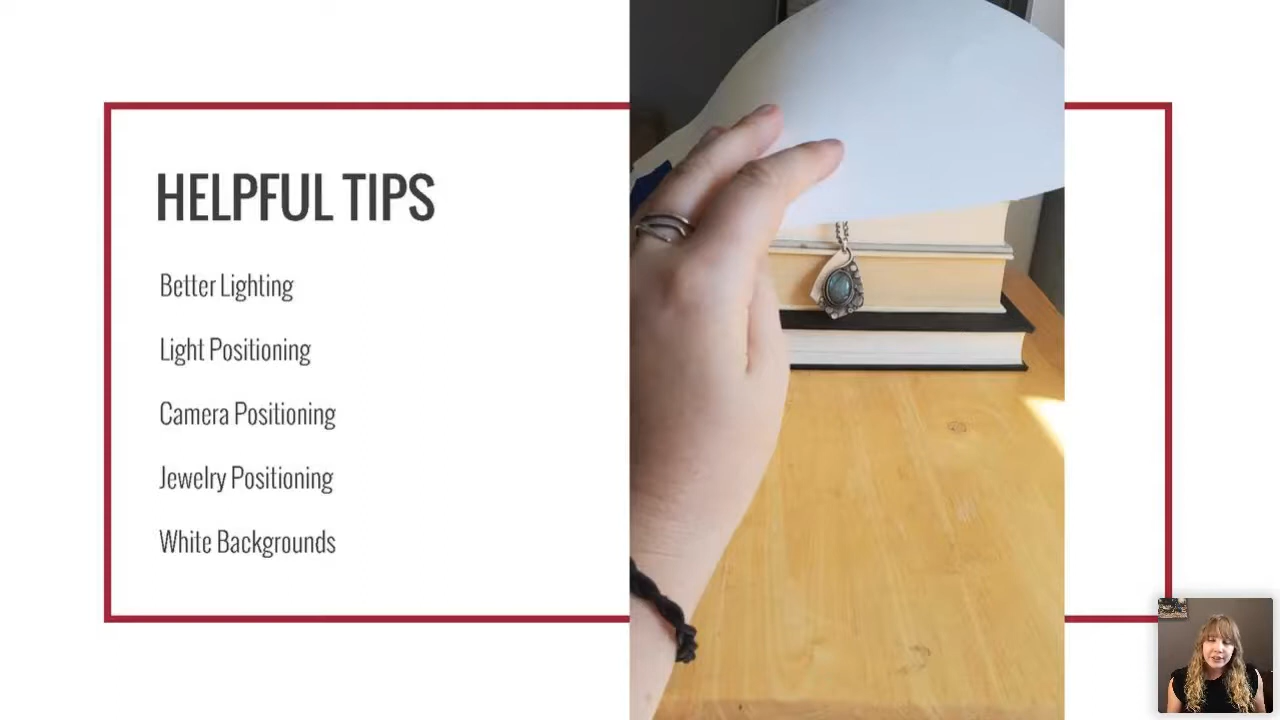 HELPFUL TIPS
Better Lighting
Light Positioning
Camera Positioning
Jewelry Positioning
White Backgrounds